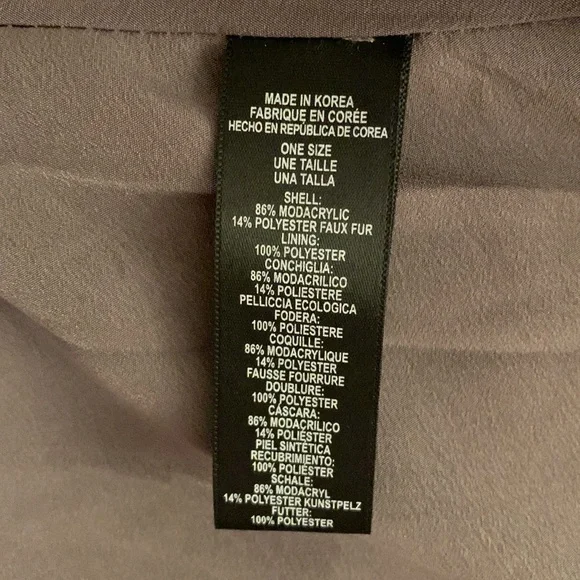 MADE IN KOREA
FABRIQUE EN CORÉE
HECHO EN REPÚBLICA DE COREA
ONE SIZE
UNE TAILLE
UNA TALLA
SHELL:
86% MODACRYLIC
14% POLYESTER FAUX FUR
LINING:
100% POLYESTER
CONCHIGLIA:
86% MODACRILICO
14% POLIESTERE
PELLICCIA ECOLOGICA
FODERA:
100% POLIESTERE
COQUILLE:
86% MODACRYLIQUE
14% POLYESTER
FAUSSE FOURRURE
DOUBLURE:
100% POLYESTER
CÁSCARA:
86% MODACRILICO
14% POLIÉSTER
PIEL SINTÉTICA
RECUBRIMIENTO:
100% POLIÉSTER
SCHALE:
86% MODACRYL
14% POLYESTER KUNSTPELZ
FUTTER:
100% POLYESTER